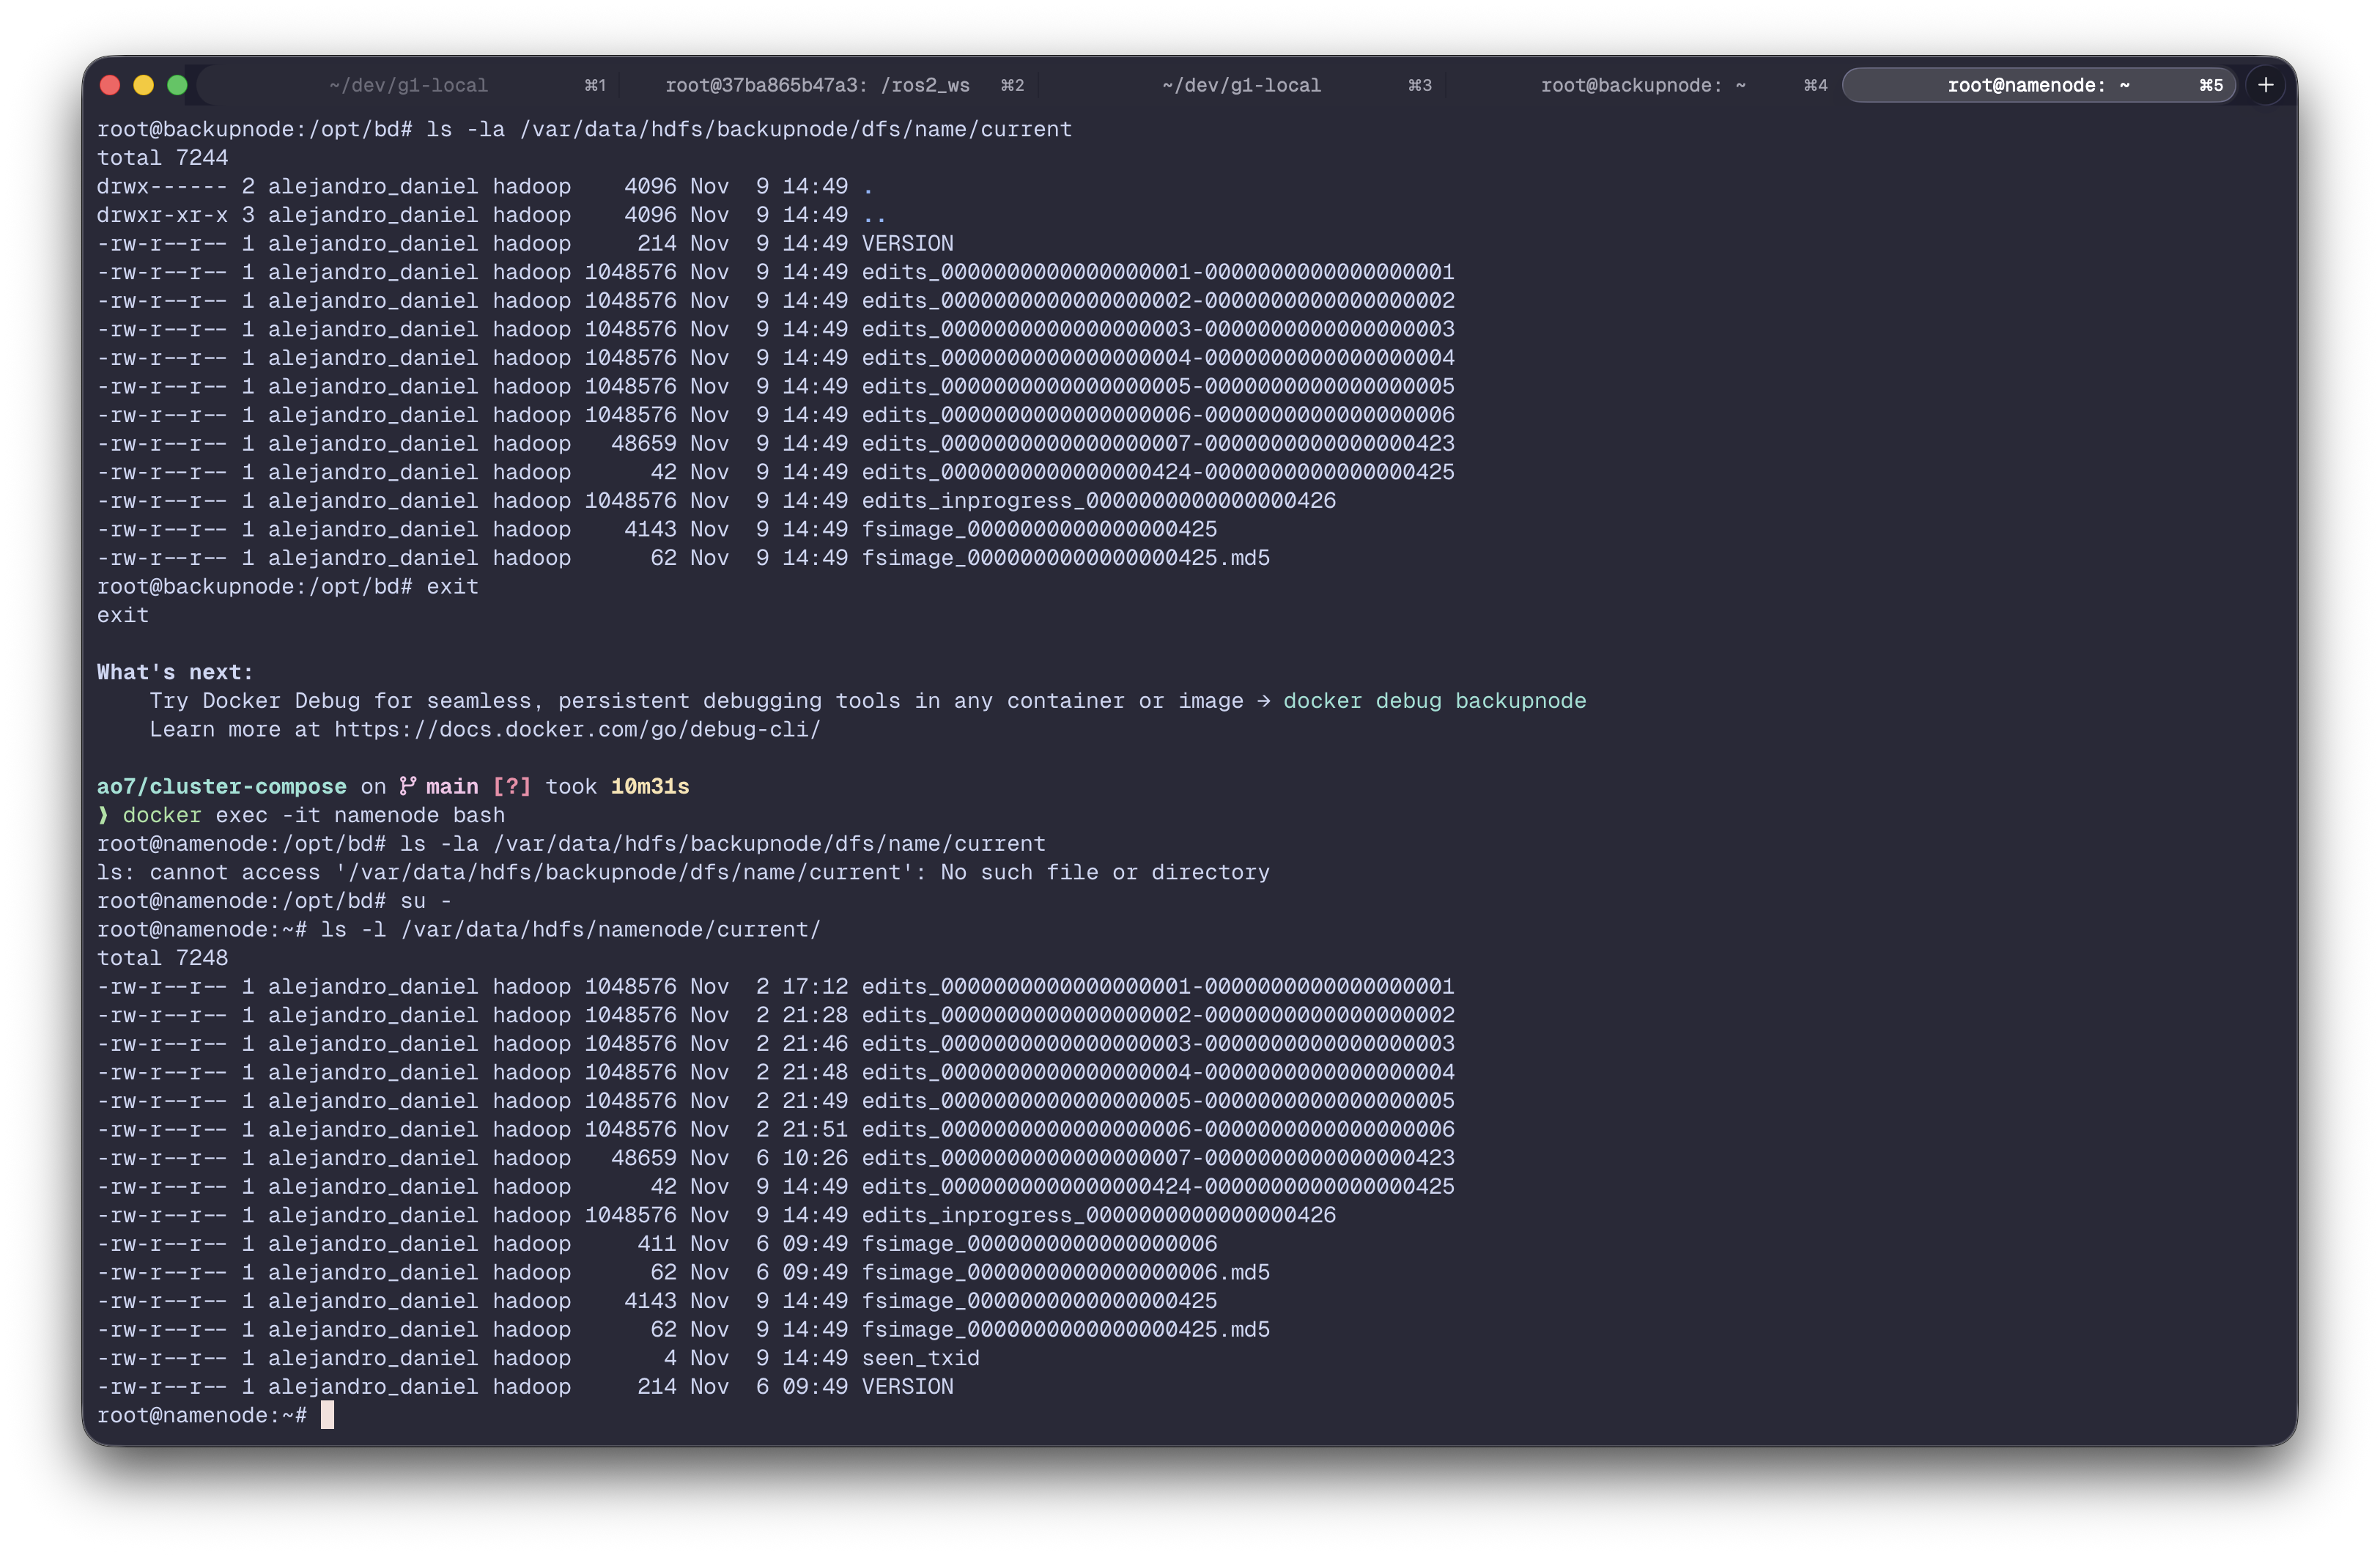 ~/dev/g1-local ⌘1 root@37ba865b47a3: /ros2_ws ⌘2 ~/dev/g1-local ⌘3 root@backupnode: ~ ⌘4 root@namenode: ~ ⌘5 +
root@backupnode:/opt/bd# ls -la /var/data/hdfs/backupnode/dfs/name/current
total 7244
drwx------ 2 alejandro_daniel hadoop    4096 Nov  9 14:49 .
drwxr-xr-x 3 alejandro_daniel hadoop    4096 Nov  9 14:49 ..
-rw-r--r-- 1 alejandro_daniel hadoop     214 Nov  9 14:49 VERSION
-rw-r--r-- 1 alejandro_daniel hadoop 1048576 Nov  9 14:49 edits_0000000000000000001-0000000000000000001
-rw-r--r-- 1 alejandro_daniel hadoop 1048576 Nov  9 14:49 edits_0000000000000000002-0000000000000000002
-rw-r--r-- 1 alejandro_daniel hadoop 1048576 Nov  9 14:49 edits_0000000000000000003-0000000000000000003
-rw-r--r-- 1 alejandro_daniel hadoop 1048576 Nov  9 14:49 edits_0000000000000000004-0000000000000000004
-rw-r--r-- 1 alejandro_daniel hadoop 1048576 Nov  9 14:49 edits_0000000000000000005-0000000000000000005
-rw-r--r-- 1 alejandro_daniel hadoop 1048576 Nov  9 14:49 edits_0000000000000000006-0000000000000000006
-rw-r--r-- 1 alejandro_daniel hadoop   48659 Nov  9 14:49 edits_0000000000000000007-0000000000000000423
-rw-r--r-- 1 alejandro_daniel hadoop      42 Nov  9 14:49 edits_0000000000000000424-0000000000000000425
-rw-r--r-- 1 alejandro_daniel hadoop 1048576 Nov  9 14:49 edits_inprogress_0000000000000000426
-rw-r--r-- 1 alejandro_daniel hadoop    4143 Nov  9 14:49 fsimage_0000000000000000425
-rw-r--r-- 1 alejandro_daniel hadoop      62 Nov  9 14:49 fsimage_0000000000000000425.md5
root@backupnode:/opt/bd# exit
exit
What's next:
    Try Docker Debug for seamless, persistent debugging tools in any container or image → docker debug backupnode
    Learn more at https://docs.docker.com/go/debug-cli/
ao7/cluster-compose on main [?] took 10m31s
❯ docker exec -it namenode bash
root@namenode:/opt/bd# ls -la /var/data/hdfs/backupnode/dfs/name/current
ls: cannot access '/var/data/hdfs/backupnode/dfs/name/current': No such file or directory
root@namenode:/opt/bd# su -
root@namenode:~# ls -l /var/data/hdfs/namenode/current/
total 7248
-rw-r--r-- 1 alejandro_daniel hadoop 1048576 Nov  2 17:12 edits_0000000000000000001-0000000000000000001
-rw-r--r-- 1 alejandro_daniel hadoop 1048576 Nov  2 21:28 edits_0000000000000000002-0000000000000000002
-rw-r--r-- 1 alejandro_daniel hadoop 1048576 Nov  2 21:46 edits_0000000000000000003-0000000000000000003
-rw-r--r-- 1 alejandro_daniel hadoop 1048576 Nov  2 21:48 edits_0000000000000000004-0000000000000000004
-rw-r--r-- 1 alejandro_daniel hadoop 1048576 Nov  2 21:49 edits_0000000000000000005-0000000000000000005
-rw-r--r-- 1 alejandro_daniel hadoop 1048576 Nov  2 21:51 edits_0000000000000000006-0000000000000000006
-rw-r--r-- 1 alejandro_daniel hadoop   48659 Nov  6 10:26 edits_0000000000000000007-0000000000000000423
-rw-r--r-- 1 alejandro_daniel hadoop      42 Nov  9 14:49 edits_0000000000000000424-0000000000000000425
-rw-r--r-- 1 alejandro_daniel hadoop 1048576 Nov  9 14:49 edits_inprogress_0000000000000000426
-rw-r--r-- 1 alejandro_daniel hadoop     411 Nov  6 09:49 fsimage_0000000000000000006
-rw-r--r-- 1 alejandro_daniel hadoop      62 Nov  6 09:49 fsimage_0000000000000000006.md5
-rw-r--r-- 1 alejandro_daniel hadoop    4143 Nov  9 14:49 fsimage_0000000000000000425
-rw-r--r-- 1 alejandro_daniel hadoop      62 Nov  9 14:49 fsimage_0000000000000000425.md5
-rw-r--r-- 1 alejandro_daniel hadoop       4 Nov  9 14:49 seen_txid
-rw-r--r-- 1 alejandro_daniel hadoop     214 Nov  6 09:49 VERSION
root@namenode:~#